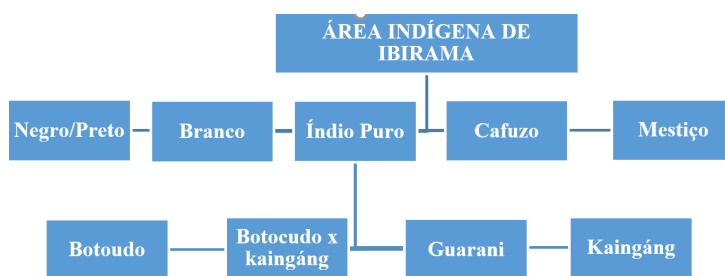 ÁREA INDÍGENA DE
IBIRAMA
Negro/Preto
Branco
Índio Puro
Cafuzo
Mestiço
Botoudo
Botocudo x
kaingáng
Guarani
Kaingáng